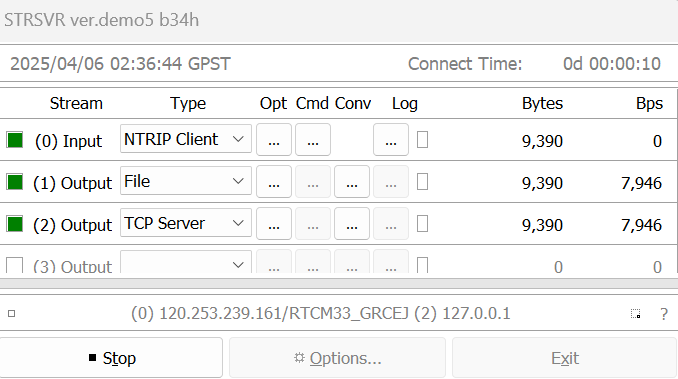 STRSVR ver.demo5 b34h
2025/04/06 02:36:44 GPST Connect Time: 0d 00:00:10
Stream Type Opt Cmd Conv Log Bytes Bps
(0) Input NTRIP Client ... ... ... 9,390 0
(1) Output File ... ... ... ... 9,390 7,946
(2) Output TCP Server ... ... ... ... 9,390 7,946
(3) Output ... ... ... ... 0 0
(0) 120.253.239.161/RTCM33_GRCEJ (2) 127.0.0.1 ?
Stop Options... Exit